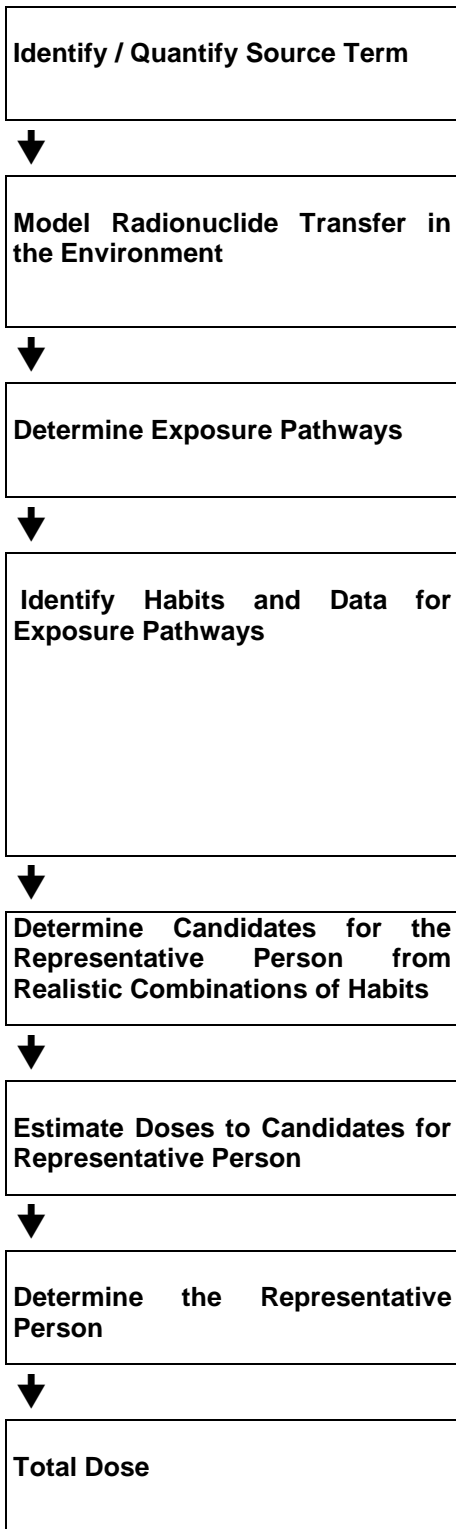 Identify / Quantify Source Term
Model Radionuclide Transfer in
the Environment
Determine Exposure Pathways
Identify Habits and Data for
Exposure Pathways
Determine Candidates for the
Representative Person from
Realistic Combinations of Habits
Estimate Doses to Candidates for
Representative Person
Determine the Representative
Person
Total Dose